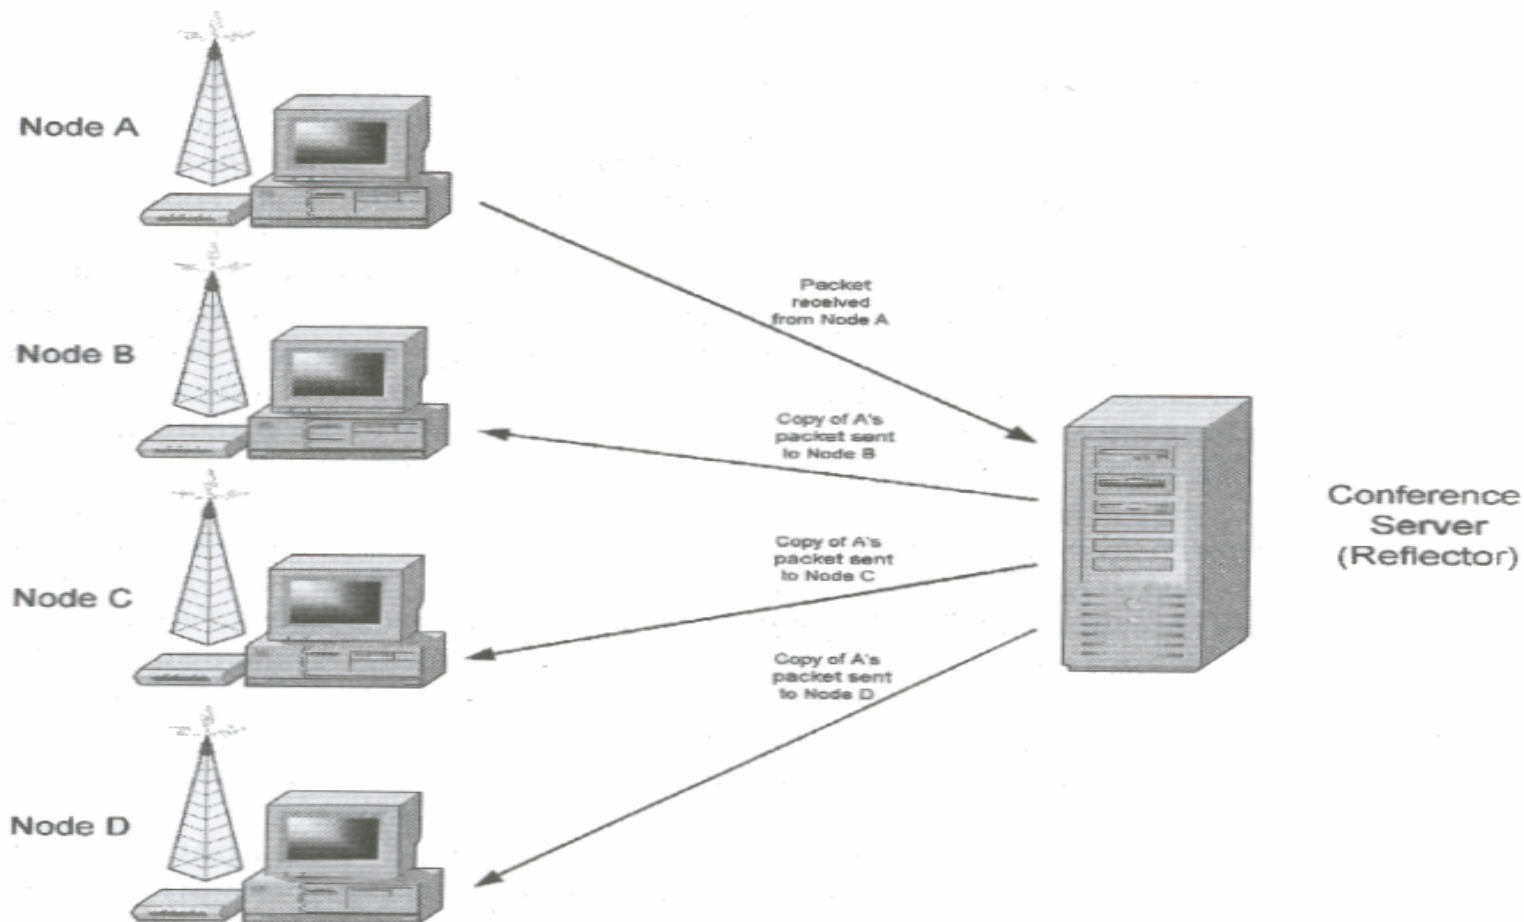 Node A
Packet
received
from Node A
Node B
Copy of A's
packet sent
to Node B
Conference
Server
(Reflector)
Copy of A's
packet sent
to Node C
Node C
Copy of A's
packet sent
to Node D
Node D